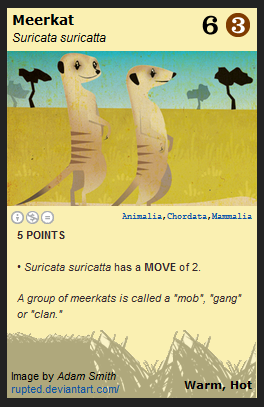 Meerkat 6 3
Suricata suricatta
Animalia, Chordata, Mammalia
5 POINTS
• Suricata suricatta has a MOVE of 2.
A group of meerkats is called a "mob", "gang"
or "clan."
Image by Adam Smith
rupted.deviantart.com/
Warm, Hot